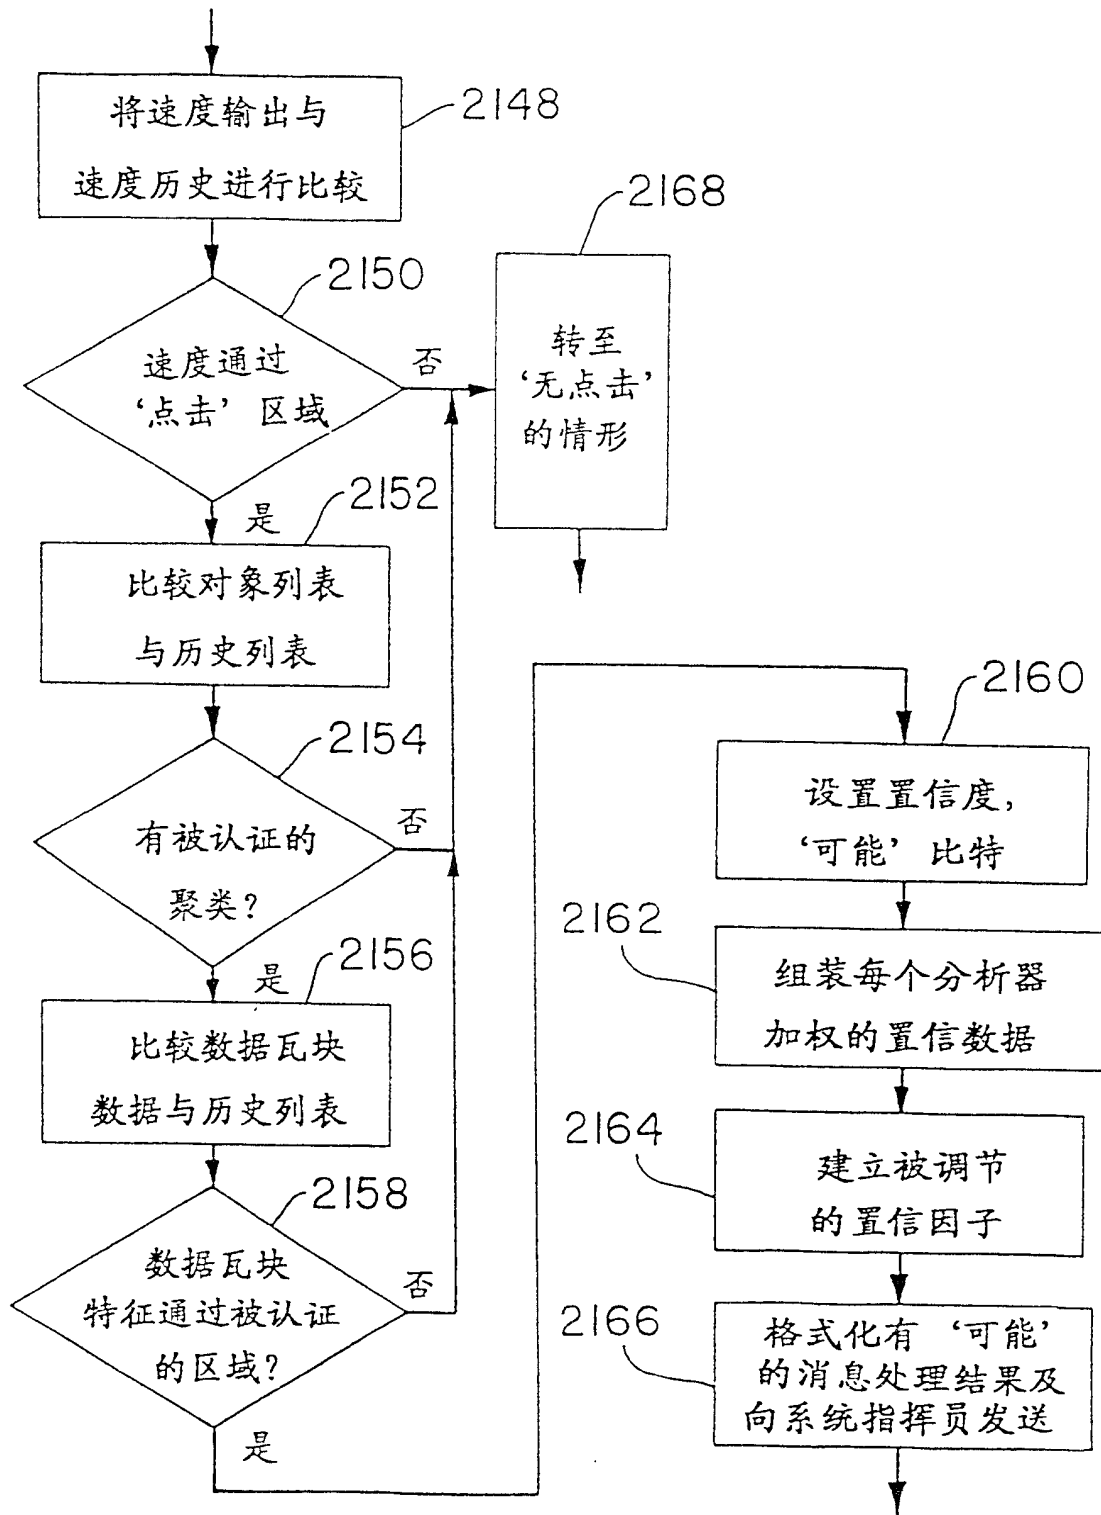 将速度输出与
速度历史进行比较
2148
2168
2150
速度通过
‘点击’ 区域
否
转至
‘无点击’
的情形
是
2152
比较对象列表
与历史列表
2154
有被认证的
聚类?
否
是
2156
比较数据瓦块
数据与历史列表
2158
数据瓦块
特征通过被认证
的区域?
否
是
2160
设置置信度,
‘可能’ 比特
2162
组装每个分析器
加权的置信数据
2164
建立被调节
的置信因子
2166
格式化有 ‘可能’
的消息处理结果及
向系统指挥员发送